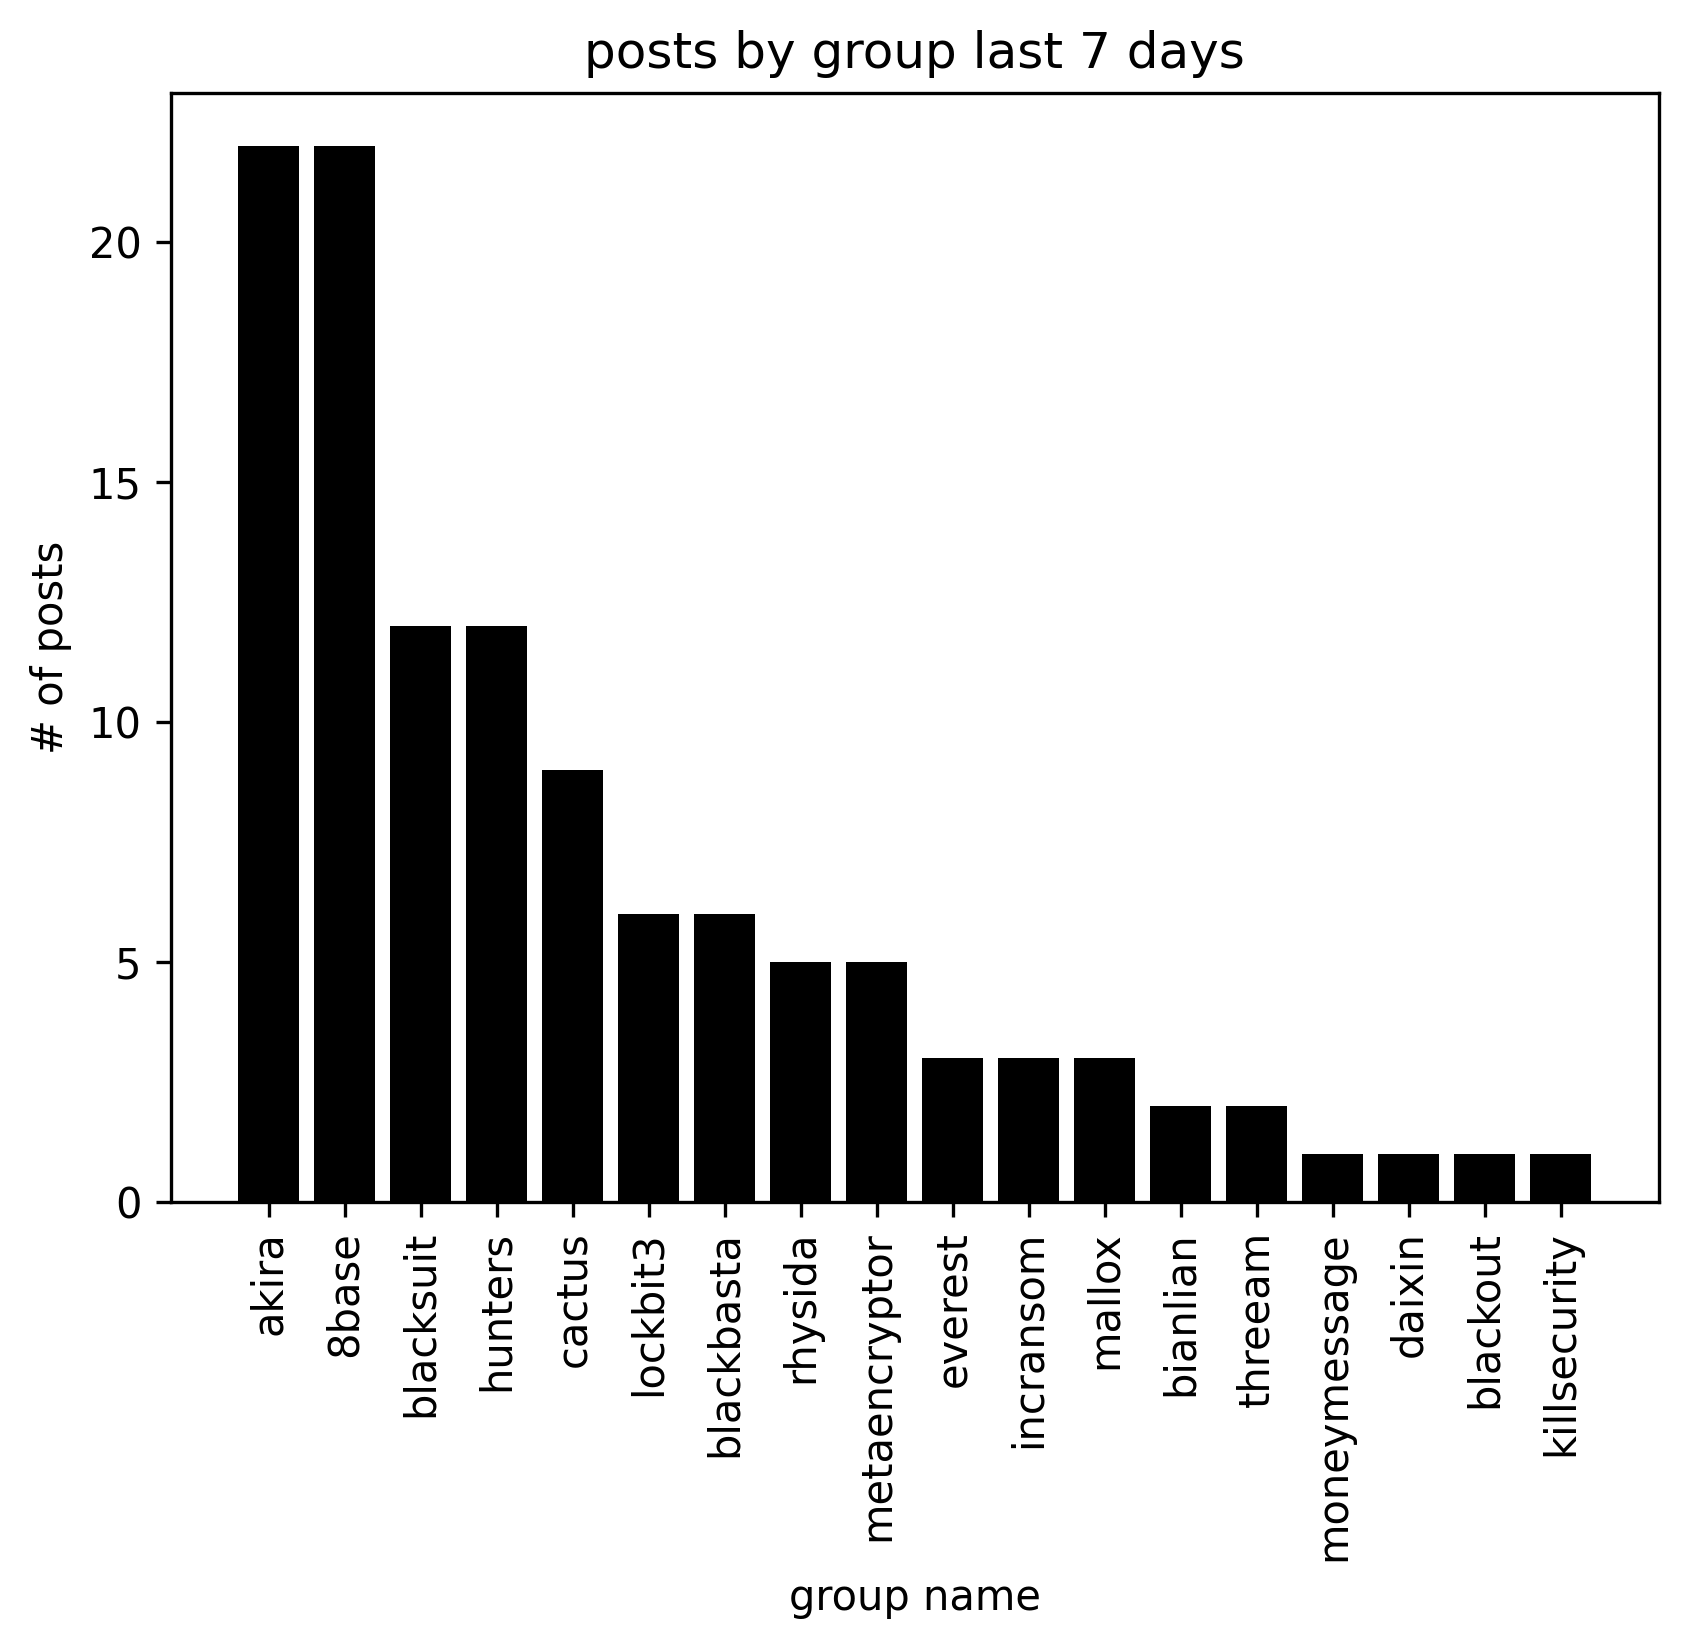 posts by group last 7 days
# of posts
20
15
10
5
0
akira
8base
blacksuit
hunters
cactus
lockbit3
blackbasta
rhysida
metaencryptor
everest
incransom
mallox
bianlian
threeam
moneymessage
daixin
blackout
killsecurity
group name